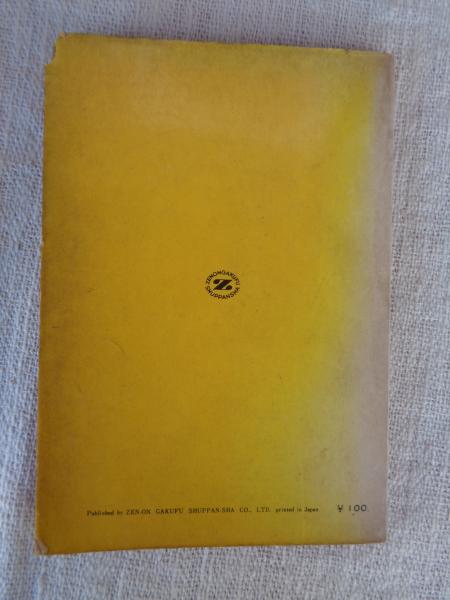 ZENONGAKUFU
Z
SHUPPANSHA
Published by ZEN-ON GAKUFU SHUPPAN-SHA CO., LTD. printed in Japan ¥ 100.